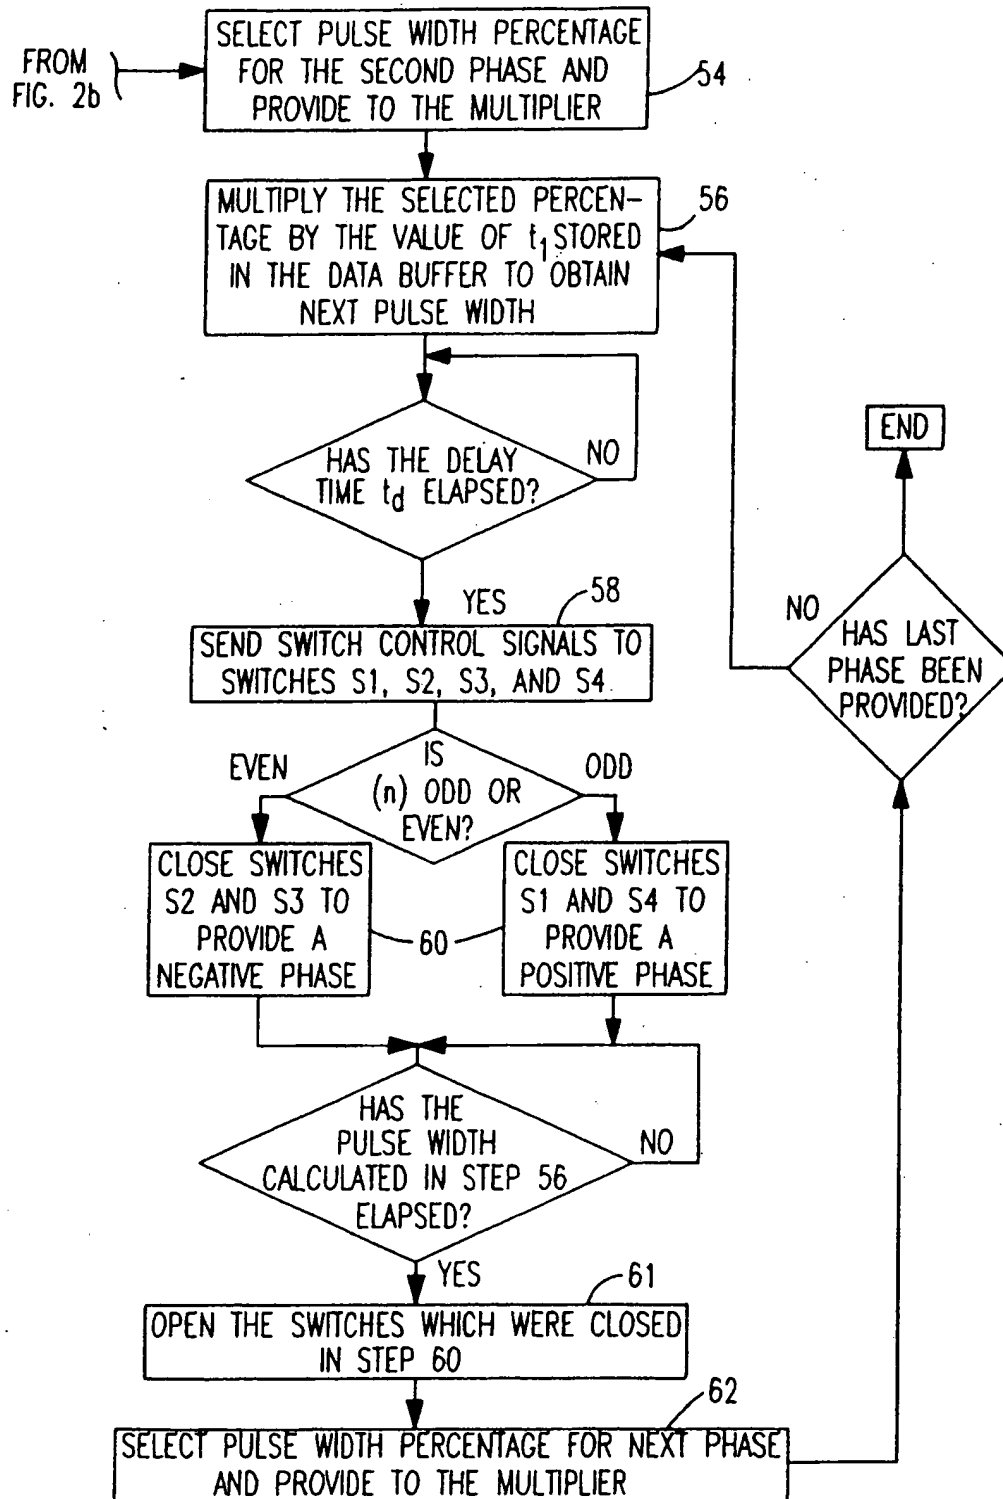 SELECT PULSE WIDTH PERCENTAGE
FOR THE SECOND PHASE AND
PROVIDE TO THE MULTIPLIER
FROM
FIG. 2b
54
MULTIPLY THE SELECTED PERCEN-
TAGE BY THE VALUE OF t1 STORED
IN THE DATA BUFFER TO OBTAIN
NEXT PULSE WIDTH
56
HAS THE DELAY
TIME td ELAPSED?
NO
YES
58
SEND SWITCH CONTROL SIGNALS TO
SWITCHES S1, S2, S3, AND S4
IS
(n) ODD OR
EVEN?
EVEN
ODD
CLOSE SWITCHES
S2 AND S3 TO
PROVIDE A
NEGATIVE PHASE
60
CLOSE SWITCHES
S1 AND S4 TO
PROVIDE A
POSITIVE PHASE
HAS THE
PULSE WIDTH
CALCULATED IN STEP 56
ELAPSED?
NO
YES
61
OPEN THE SWITCHES WHICH WERE CLOSED
IN STEP 60
62
SELECT PULSE WIDTH PERCENTAGE FOR NEXT PHASE
AND PROVIDE TO THE MULTIPLIER
HAS LAST
PHASE BEEN
PROVIDED?
NO
END